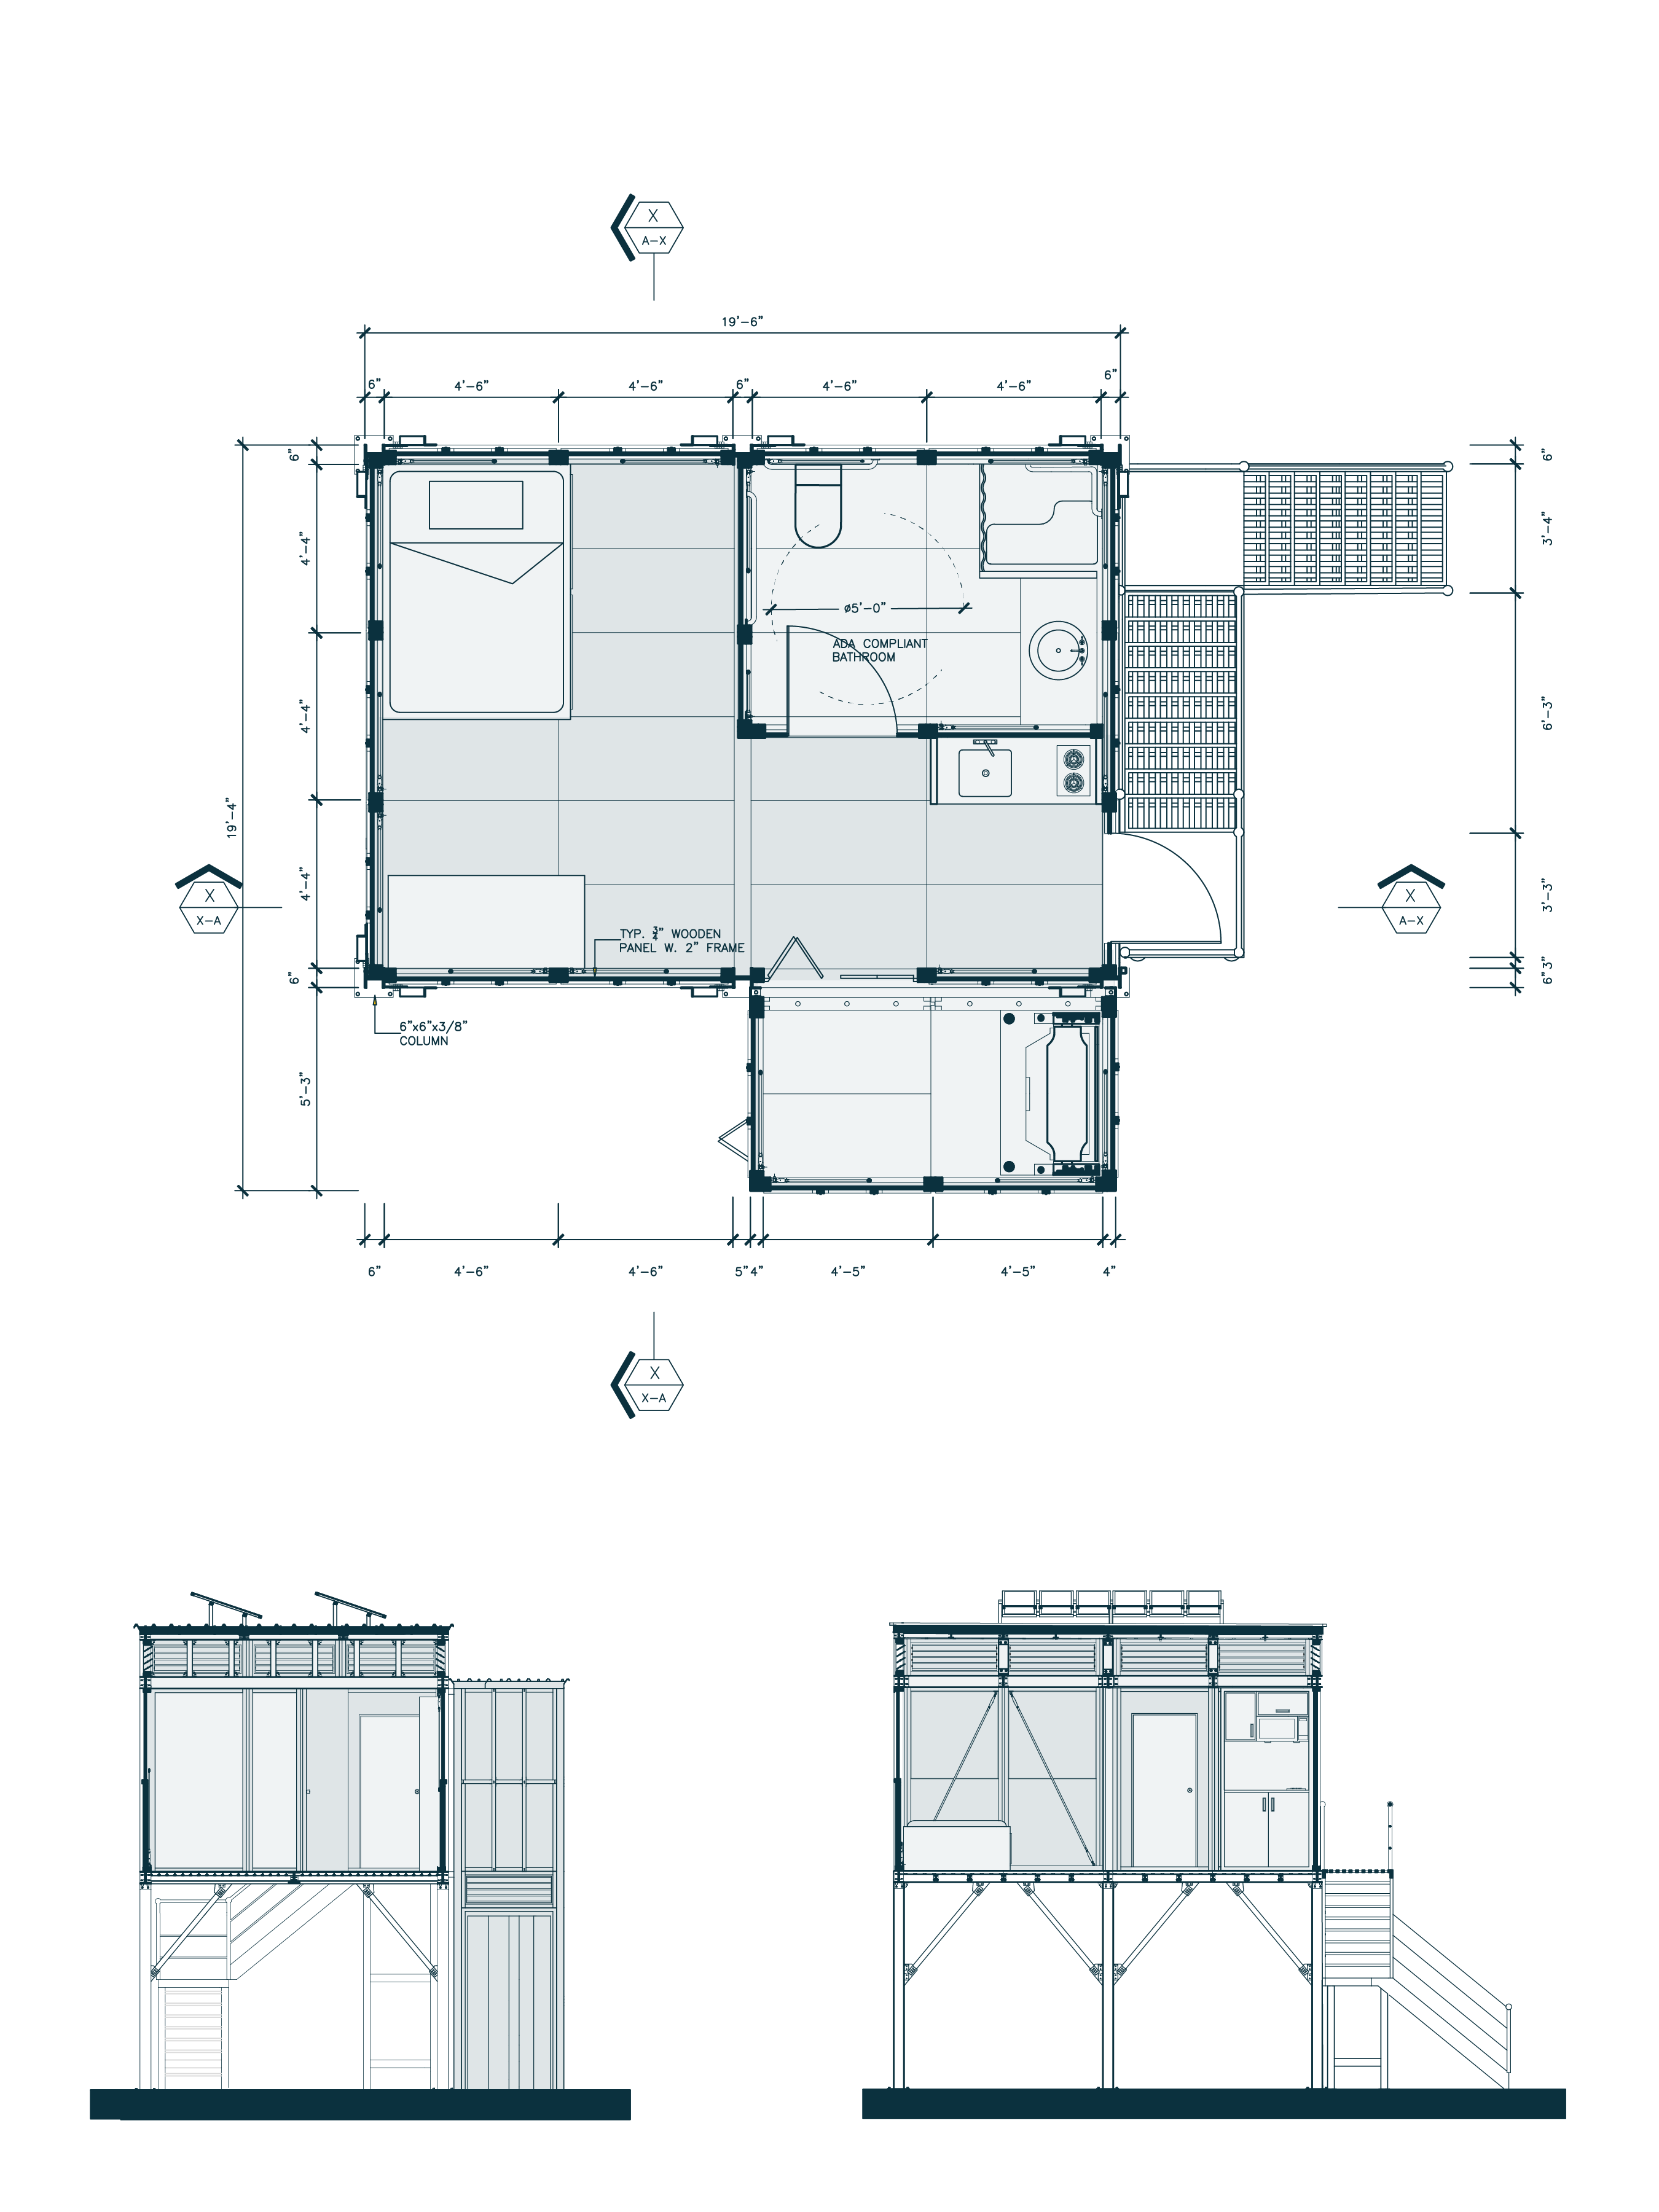 X
A-X
19'-6"
6"
4'-6"
4'-6"
6"
4'-6"
4'-6"
6"
6"
4'-4"
4'-4"
4'-4"
6"
5'-3"
19'-4"
6"
3'-4"
6'-3"
3'-3"
3"
6"
ø5'-0"
ADA COMPLIANT
BATHROOM
X
X-A
X
A-X
TYP. 3/4" WOODEN
PANEL W. 2" FRAME
6"x6"x3/8"
COLUMN
6"
4'-6"
4'-6"
5"
4"
4'-5"
4'-5"
4"
X
X-A